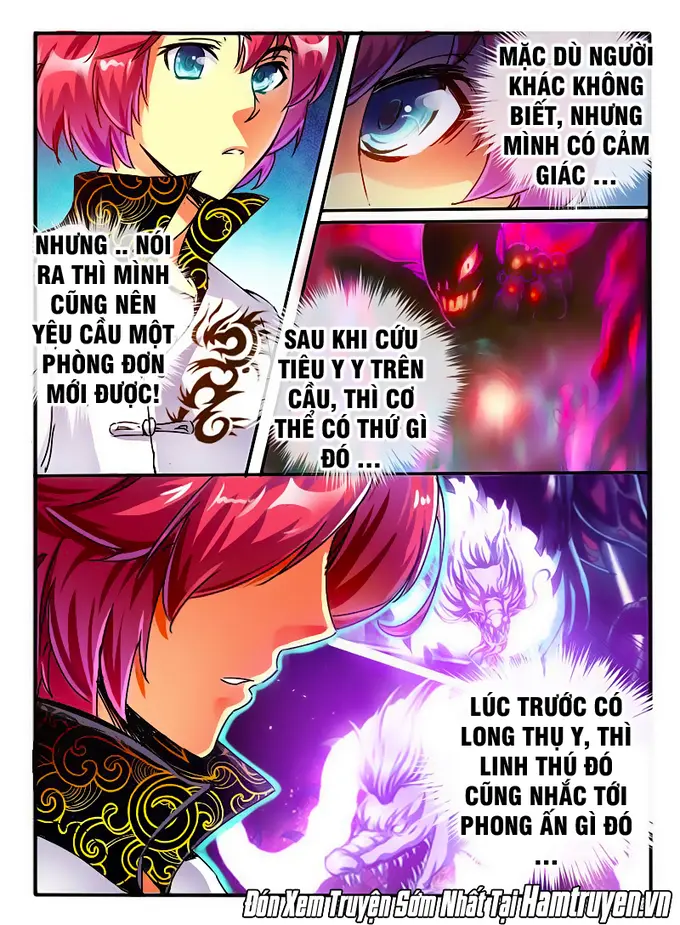 MẶC DÙ NGƯỜI
KHÁC KHÔNG
BIẾT, NHƯNG
MÌNH CÓ CẢM
GIÁC ...
NHƯNG .. NÓI
RA THÌ MÌNH
CŨNG NÊN
YÊU CẦU MỘT
PHÒNG ĐƠN
MỚI ĐƯỢC!
SAU KHI CỨU
TIÊU Y Y TRÊN
CẦU, THÌ CƠ
THỂ CÓ THỨ GÌ
ĐÓ ...
LÚC TRƯỚC CÓ
LONG THỤ Y, THÌ
LINH THÚ ĐÓ
CŨNG NHẮC TỚI
PHONG ẤN GÌ ĐÓ
...
Đón Xem Truyện Sớm Nhất Tại Hamtruyen.vn